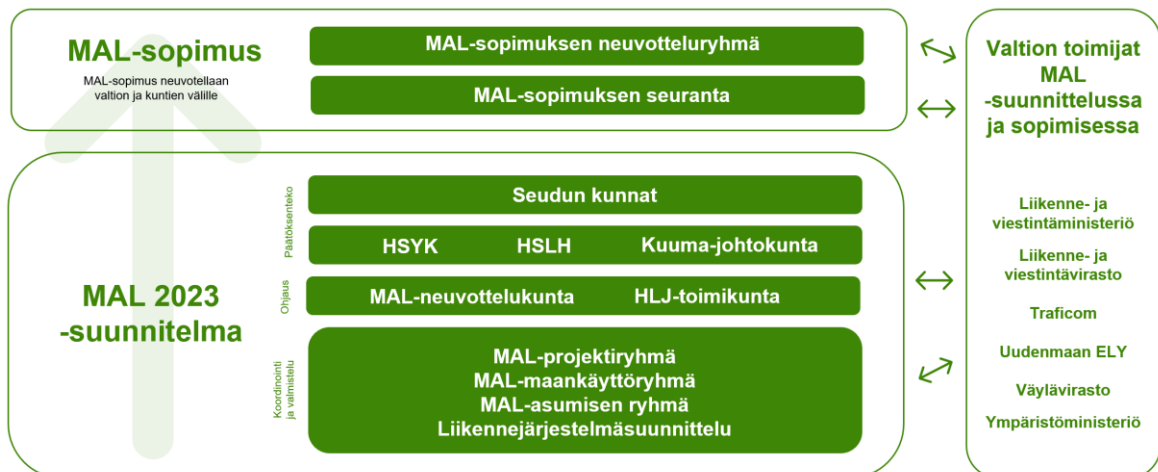 MAL-sopimus
MAL-sopimus neuvotellaan
valtion ja kuntien välille
MAL-sopimuksen neuvotteluryhmä
MAL-sopimuksen seuranta
MAL 2023
-suunnitelma
Päätöksenteko
Seudun kunnat
HSYK HSLH Kuuma-johtokunta
Ohjaus
MAL-neuvottelukunta HLJ-toimikunta
Koordinointi
ja valmistelu
MAL-projektiryhmä
MAL-maankäyttöryhmä
MAL-asumisen ryhmä
Liikennejärjestelmäsuunnittelu
Valtion toimijat
MAL
-suunnittelussa
ja sopimisessa
Liikenne- ja
viestintäministeriö
Liikenne- ja
viestintävirasto
Traficom
Uudenmaan ELY
Väylävirasto
Ympäristöministeriö